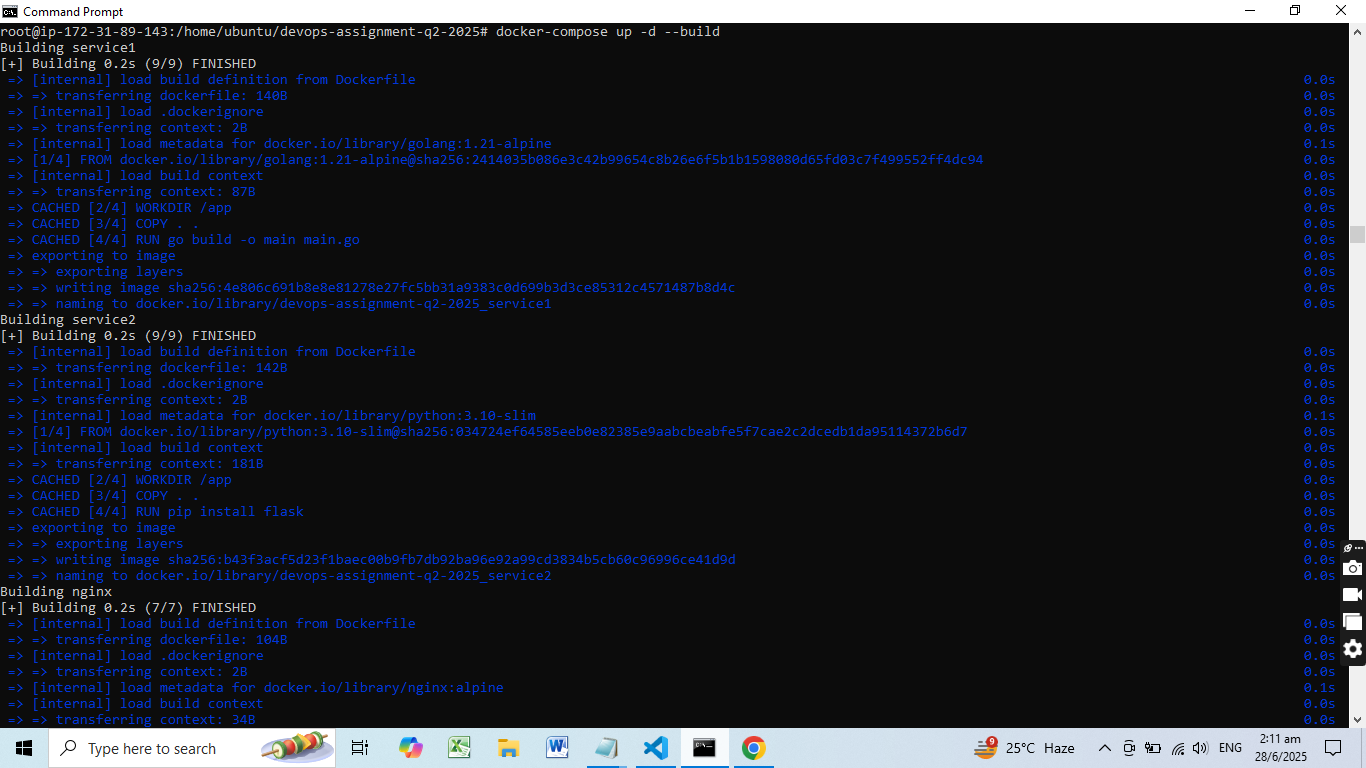 Command Prompt
root@ip-172-31-89-143:/home/ubuntu/devops-assignment-q2-2025# docker-compose up -d --build
Building service1
[+] Building 0.2s (9/9) FINISHED
=> [internal] load build definition from Dockerfile 0.0s
=> => transferring dockerfile: 140B 0.0s
=> [internal] load .dockerignore 0.0s
=> => transferring context: 2B 0.0s
=> [internal] load metadata for docker.io/library/golang:1.21-alpine 0.1s
=> [1/4] FROM docker.io/library/golang:1.21-alpine@sha256:2414035b086e3c42b99654c8b26e6f5b1b1598080d65fd03c7f499552ff4dc94 0.0s
=> [internal] load build context 0.0s
=> => transferring context: 87B 0.0s
=> CACHED [2/4] WORKDIR /app 0.0s
=> CACHED [3/4] COPY . . 0.0s
=> CACHED [4/4] RUN go build -o main main.go 0.0s
=> exporting to image 0.0s
=> => exporting layers 0.0s
=> => writing image sha256:4e806c691b8e8e81278e27fc5bb31a9383c0d699b3d3ce85312c4571487b8d4c 0.0s
=> => naming to docker.io/library/devops-assignment-q2-2025_service1 0.0s
Building service2
[+] Building 0.2s (9/9) FINISHED
=> [internal] load build definition from Dockerfile 0.0s
=> => transferring dockerfile: 142B 0.0s
=> [internal] load .dockerignore 0.0s
=> => transferring context: 2B 0.0s
=> [internal] load metadata for docker.io/library/python:3.10-slim 0.1s
=> [1/4] FROM docker.io/library/python:3.10-slim@sha256:034724ef64585eeb0e82385e9aabcbeabfe5f7cae2c2dcedb1da95114372b6d7 0.0s
=> [internal] load build context 0.0s
=> => transferring context: 181B 0.0s
=> CACHED [2/4] WORKDIR /app 0.0s
=> CACHED [3/4] COPY . . 0.0s
=> CACHED [4/4] RUN pip install flask 0.0s
=> exporting to image 0.0s
=> => exporting layers 0.0s
=> => writing image sha256:b43f3acf5d23f1baec00b9fb7db92ba96e92a99cd3834b5cb60c96996ce41d9d 0.0s
=> => naming to docker.io/library/devops-assignment-q2-2025_service2 0.0s
Building nginx
[+] Building 0.2s (7/7) FINISHED
=> [internal] load build definition from Dockerfile 0.0s
=> => transferring dockerfile: 104B 0.0s
=> [internal] load .dockerignore 0.0s
=> => transferring context: 2B 0.0s
=> [internal] load metadata for docker.io/library/nginx:alpine 0.1s
=> [internal] load build context 0.0s
=> => transferring context: 34B 0.0s
Type here to search 9 25°C Haze ENG 2:11 am
28/6/2025